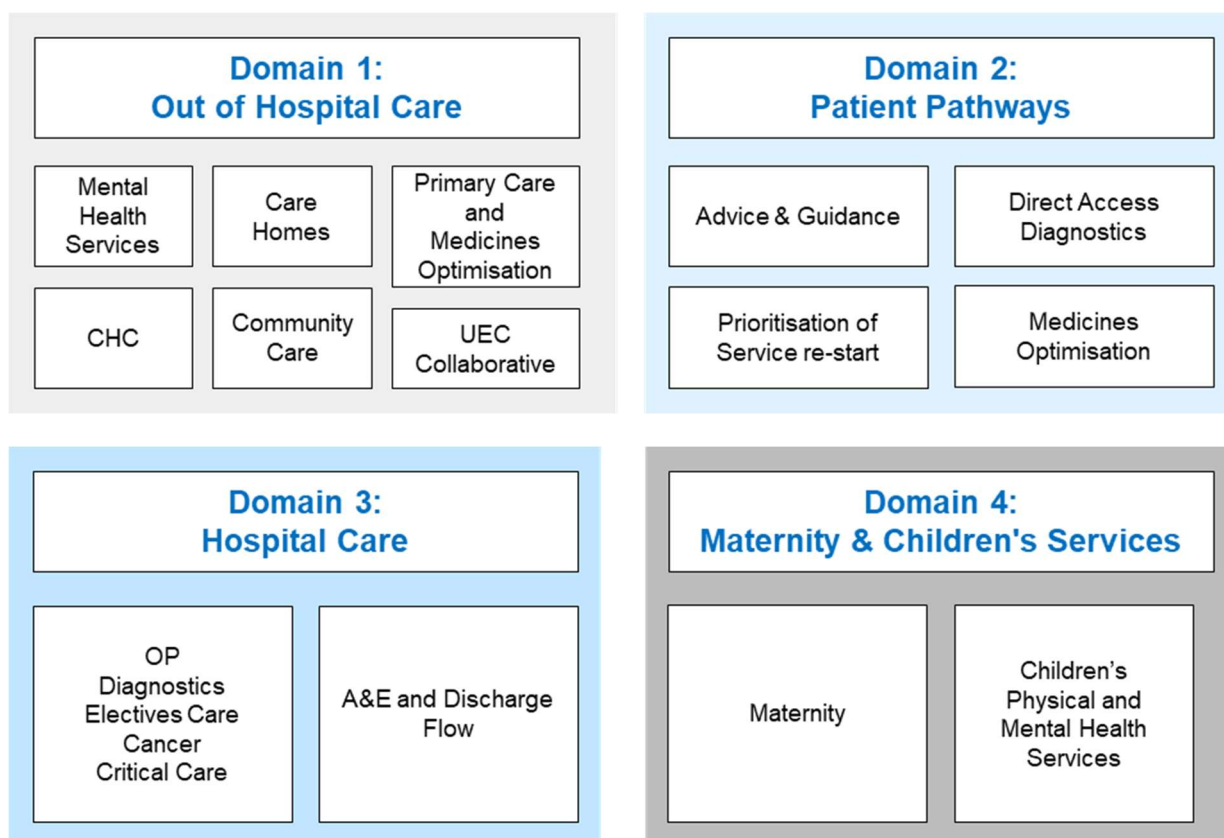 Domain 1:
Out of Hospital Care
Mental
Health
Services
Care
Homes
Primary Care
and
Medicines
Optimisation
CHC
Community
Care
UEC
Collaborative
Domain 2:
Patient Pathways
Advice & Guidance
Direct Access
Diagnostics
Prioritisation of
Service re-start
Medicines
Optimisation
Domain 3:
Hospital Care
OP
Diagnostics
Electives Care
Cancer
Critical Care
A&E and Discharge
Flow
Domain 4:
Maternity & Children's Services
Maternity
Children’s
Physical and
Mental Health
Services